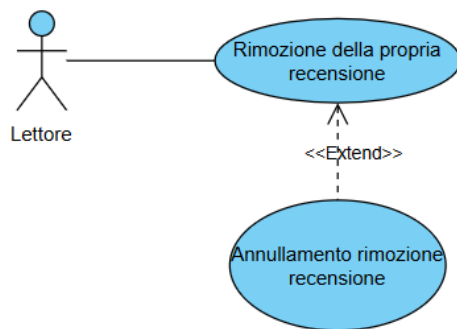 Rimozione della propria
recensione
Lettore
<<Extend>>
Annullamento rimozione
recensione